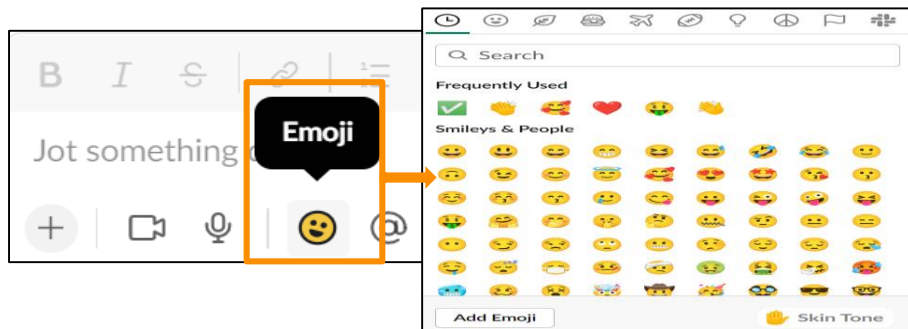 B I S
Jot something
Emoji
@
Search
Frequently Used
Smileys & People
Add Emoji
Skin Tone